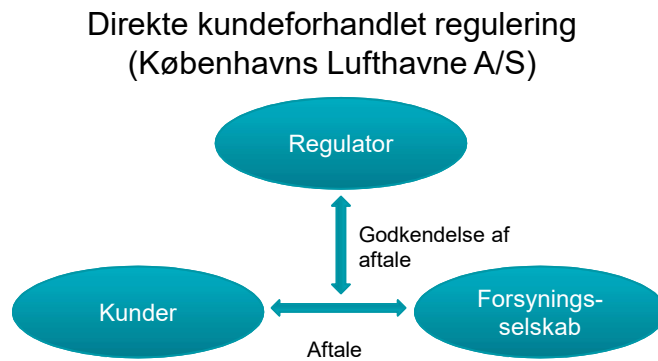 Direkte kundeforhandlet regulering
(Københavns Lufthavne A/S)
Regulator
Godkendelse af
aftale
Kunder
Forsynings-
selskab
Aftale